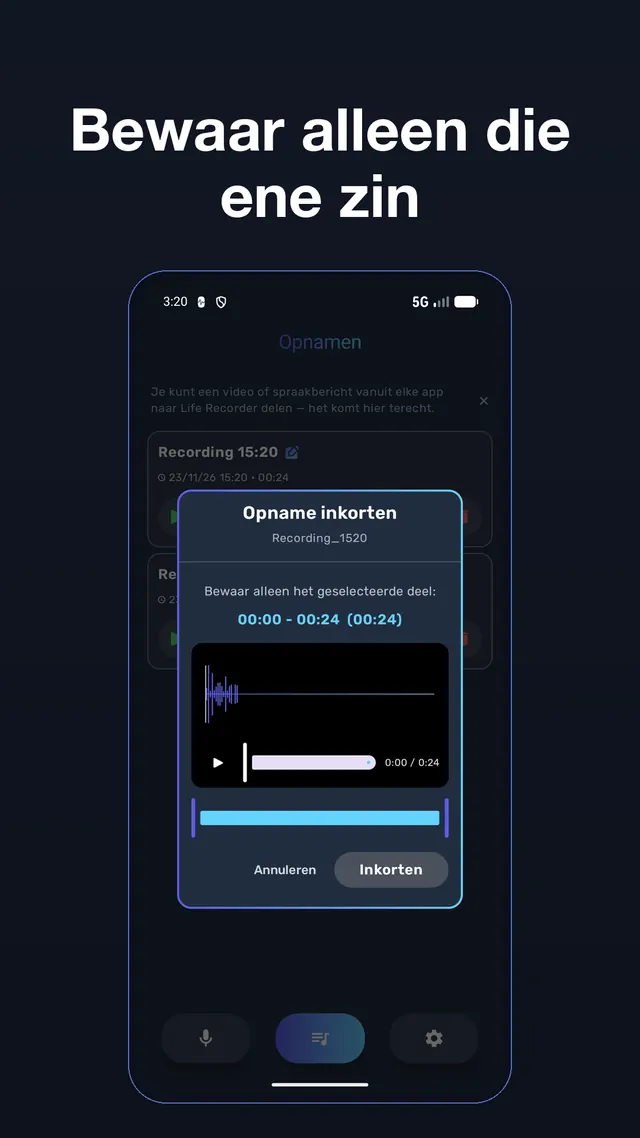 Bewaar alleen die
ene zin
3:20
5G
Opnamen
Je kunt een video of spraakbericht vanuit elke app
naar Life Recorder delen — het komt hier terecht.
Recording 15:20
23/11/26 15:20 • 00:24
Opname inkorten
Recording_1520
Re
23
Bewaar alleen het geselecteerde deel:
00:00 - 00:24 (00:24)
0:00 / 0:24
Annuleren
Inkorten